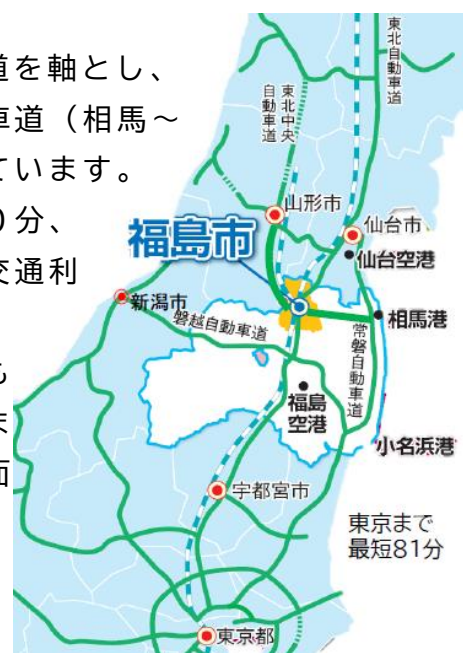 道を軸とし、
車道（相馬～
ています。
０分、
交通利
面
東北自動車道
東北中央
自動車道
山形市
仙台市
仙台空港
福島市
新潟市
磐越自動車道
相馬港
常磐自動車道
福島
空港
小名浜港
宇都宮市
東京まで
最短81分
東京都